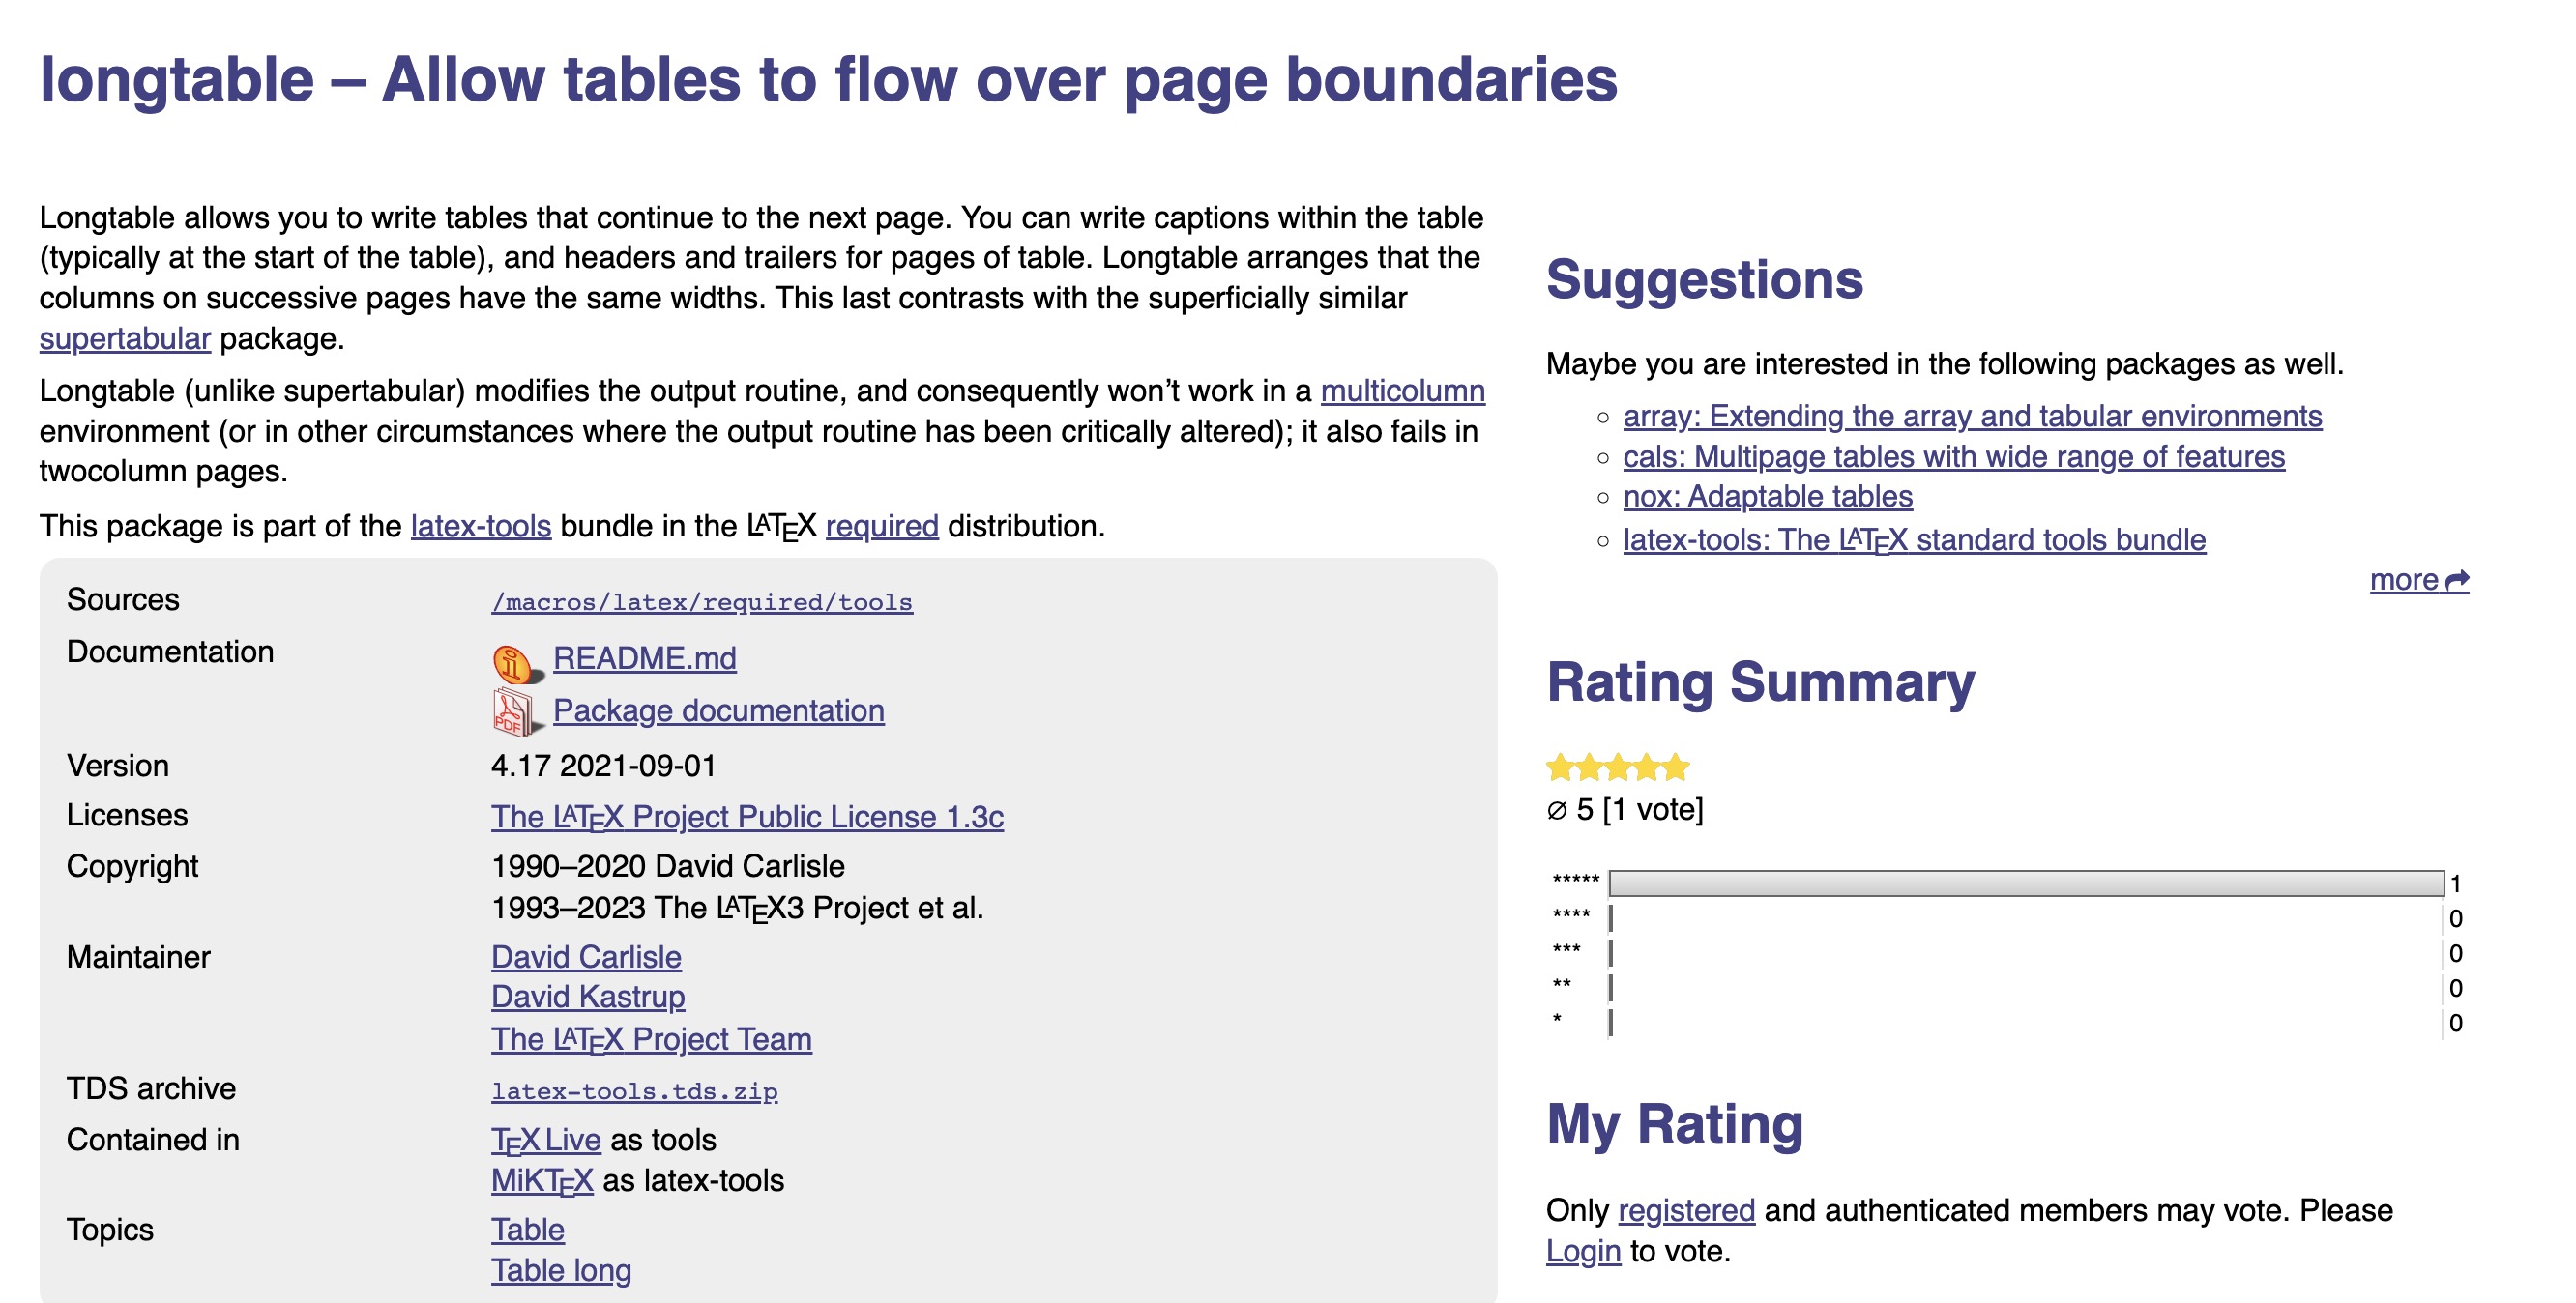 longtable – Allow tables to flow over page boundaries
Longtable allows you to write tables that continue to the next page. You can write captions within the table
(typically at the start of the table), and headers and trailers for pages of table. Longtable arranges that the
columns on successive pages have the same widths. This last contrasts with the superficially similar
supertabular package.
Longtable (unlike supertabular) modifies the output routine, and consequently won’t work in a multicolumn
environment (or in other circumstances where the output routine has been critically altered); it also fails in
twocolumn pages.
This package is part of the latex-tools bundle in the LATEX required distribution.
Sources /macros/latex/required/tools
Documentation README.md
PDF Package documentation
Version 4.17 2021-09-01
Licenses The LATEX Project Public License 1.3c
Copyright 1990–2020 David Carlisle
1993–2023 The LATEX3 Project et al.
Maintainer David Carlisle
David Kastrup
The LATEX Project Team
TDS archive latex-tools.tds.zip
Contained in TEX Live as tools
MiKTEX as latex-tools
Topics Table
Table long
Suggestions
Maybe you are interested in the following packages as well.
array: Extending the array and tabular environments
cals: Multipage tables with wide range of features
nox: Adaptable tables
latex-tools: The LATEX standard tools bundle
more
Rating Summary
∅ 5 [1 vote]
***** 1
**** 0
*** 0
** 0
* 0
My Rating
Only registered and authenticated members may vote. Please
Login to vote.